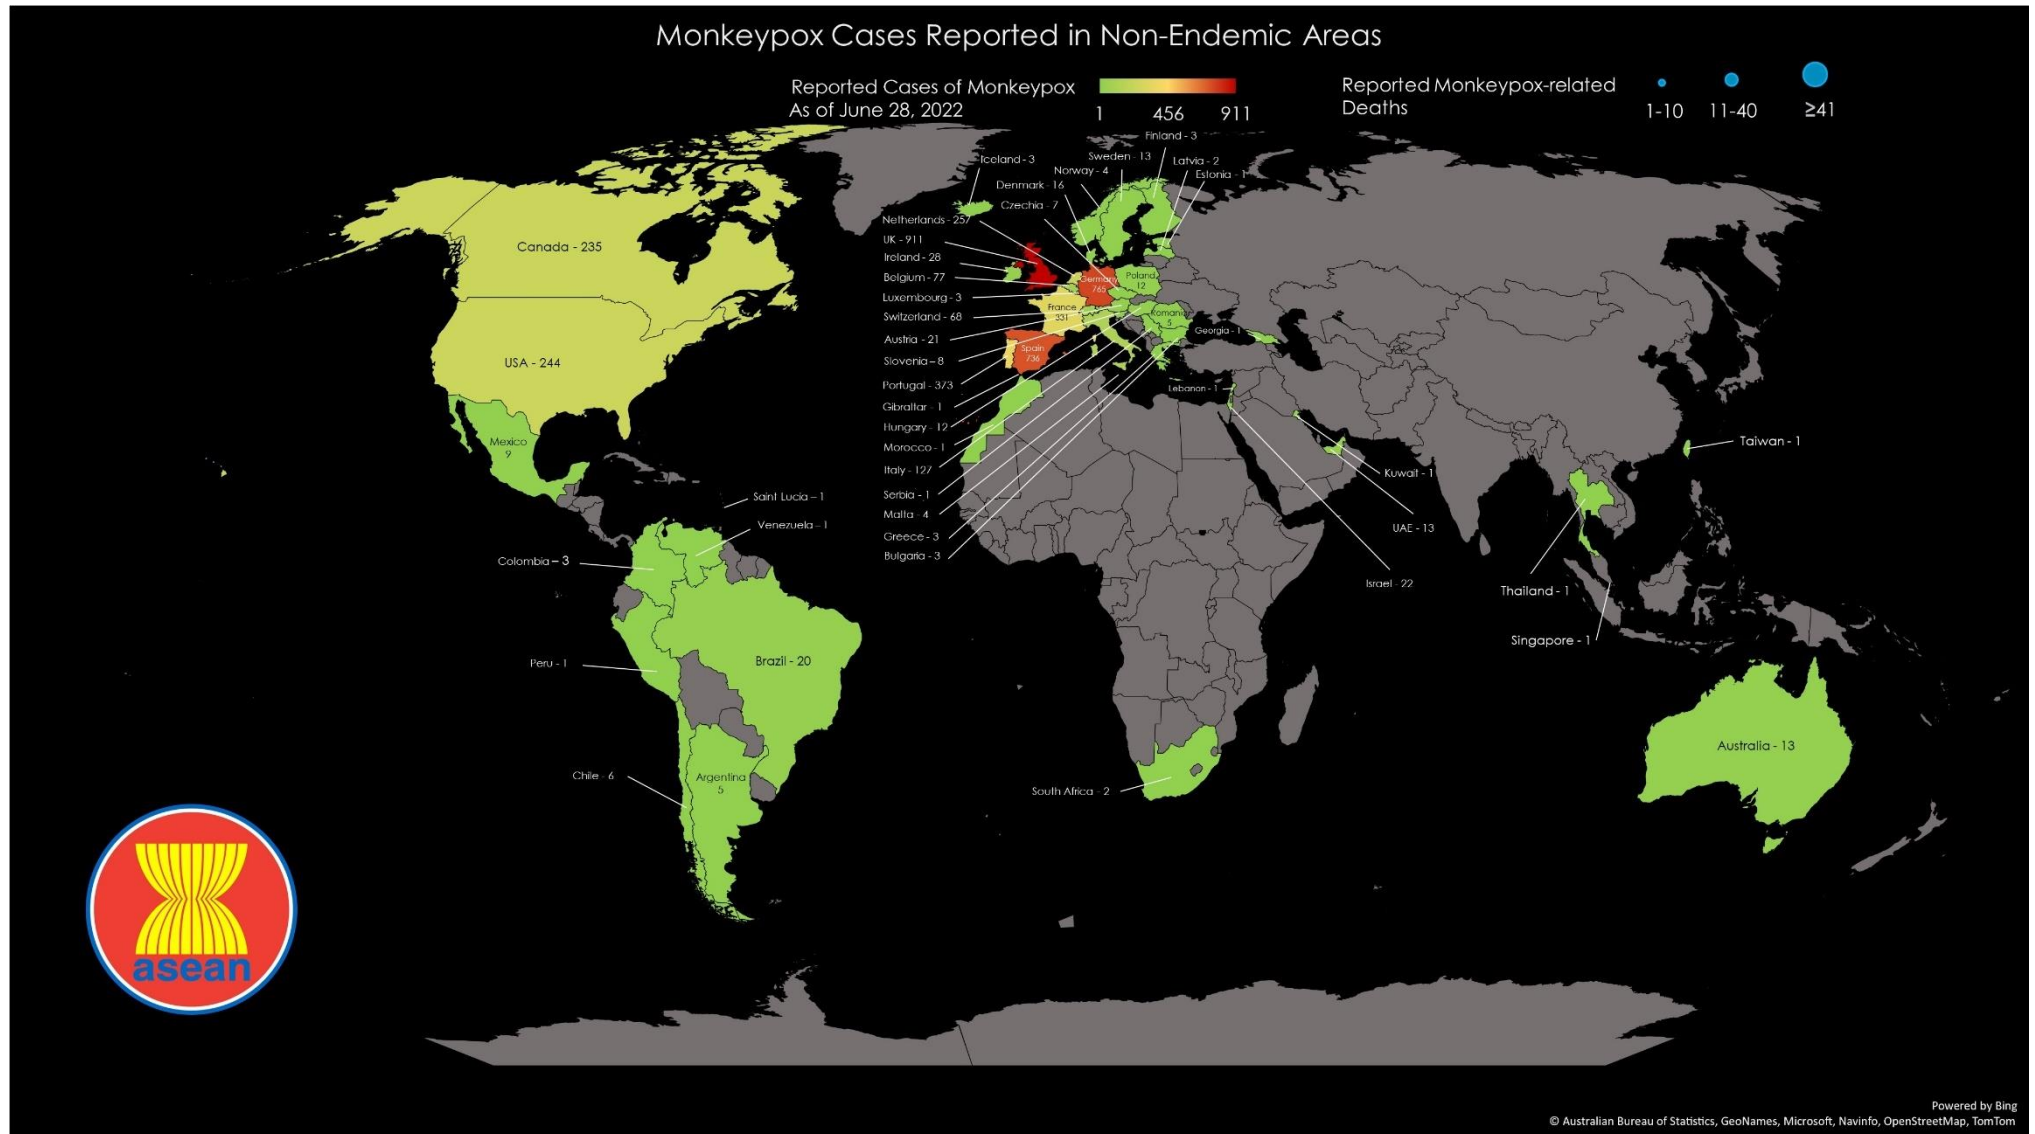 Monkeypox Cases Reported in Non-Endemic Areas
Reported Cases of Monkeypox
As of June 28, 2022
1 456 911
Reported Monkeypox-related
Deaths
1-10 11-40 ≥41
Finland - 3
Iceland - 3
Sweden - 13
Latvia - 2
Norway - 4
Estonia - 1
Denmark - 16
Czechia - 7
Netherlands - 257
UK - 911
Ireland - 28
Belgium - 77
Luxembourg - 3
Switzerland - 68
Austria - 21
Slovenia – 8
Portugal - 373
Gibraltar - 1
Hungary - 12
Morocco - 1
Italy - 127
Serbia - 1
Malta - 4
Greece - 3
Bulgaria - 3
Germany
765
Poland
12
France
331
Romania
5
Spain
736
Georgia - 1
Lebanon - 1
Kuwait - 1
UAE - 13
Israel - 22
Canada - 235
USA - 244
Mexico
9
Saint Lucia – 1
Venezuela – 1
Colombia – 3
Peru - 1
Brazil - 20
Chile - 6
Argentina
5
South Africa - 2
Taiwan - 1
Thailand - 1
Singapore - 1
Australia - 13
asean
Powered by Bing
© Australian Bureau of Statistics, GeoNames, Microsoft, Navinfo, OpenStreetMap, TomTom